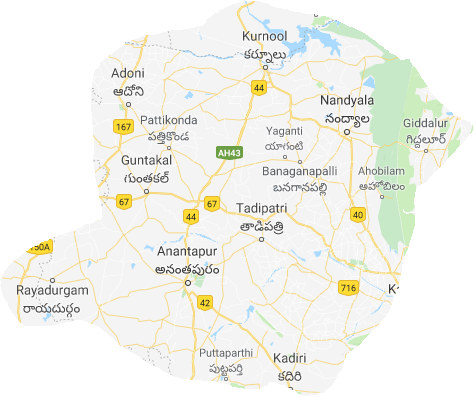 Kurnool
కర్నూలు
Adoni
ఆదోని
44
Nandyala
నంద్యాల
Pattikonda
పత్తికొండ
167
Giddalur
గిద్దలూర్
Yaganti
యాగంటి
AH43
Guntakal
గుంతకల్
Banaganapalli
బనగానపల్లి
Ahobilam
అహోబిలం
67
67
44
Tadipatri
తాడిపత్రి
40
150A
Anantapur
అనంతపురం
Rayadurgam
రాయదుర్గం
42
716
Puttaparthi
పుట్టపర్తి
Kadiri
కదిరి